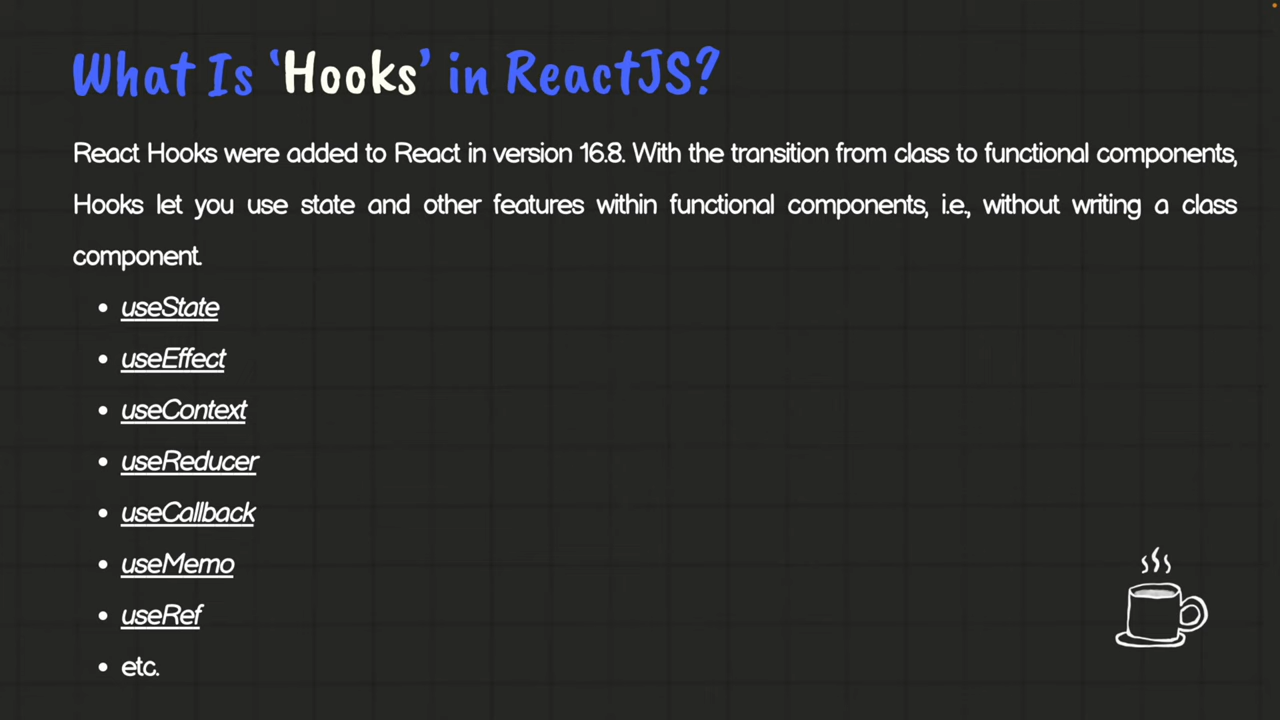 What Is ‘Hooks’ in ReactJS?
React Hooks were added to React in version 16.8. With the transition from class to functional components,
Hooks let you use state and other features within functional components, i.e., without writing a class
component.
• useState
• useEffect
• useContext
• useReducer
• useCallback
• useMemo
• useRef
• etc.